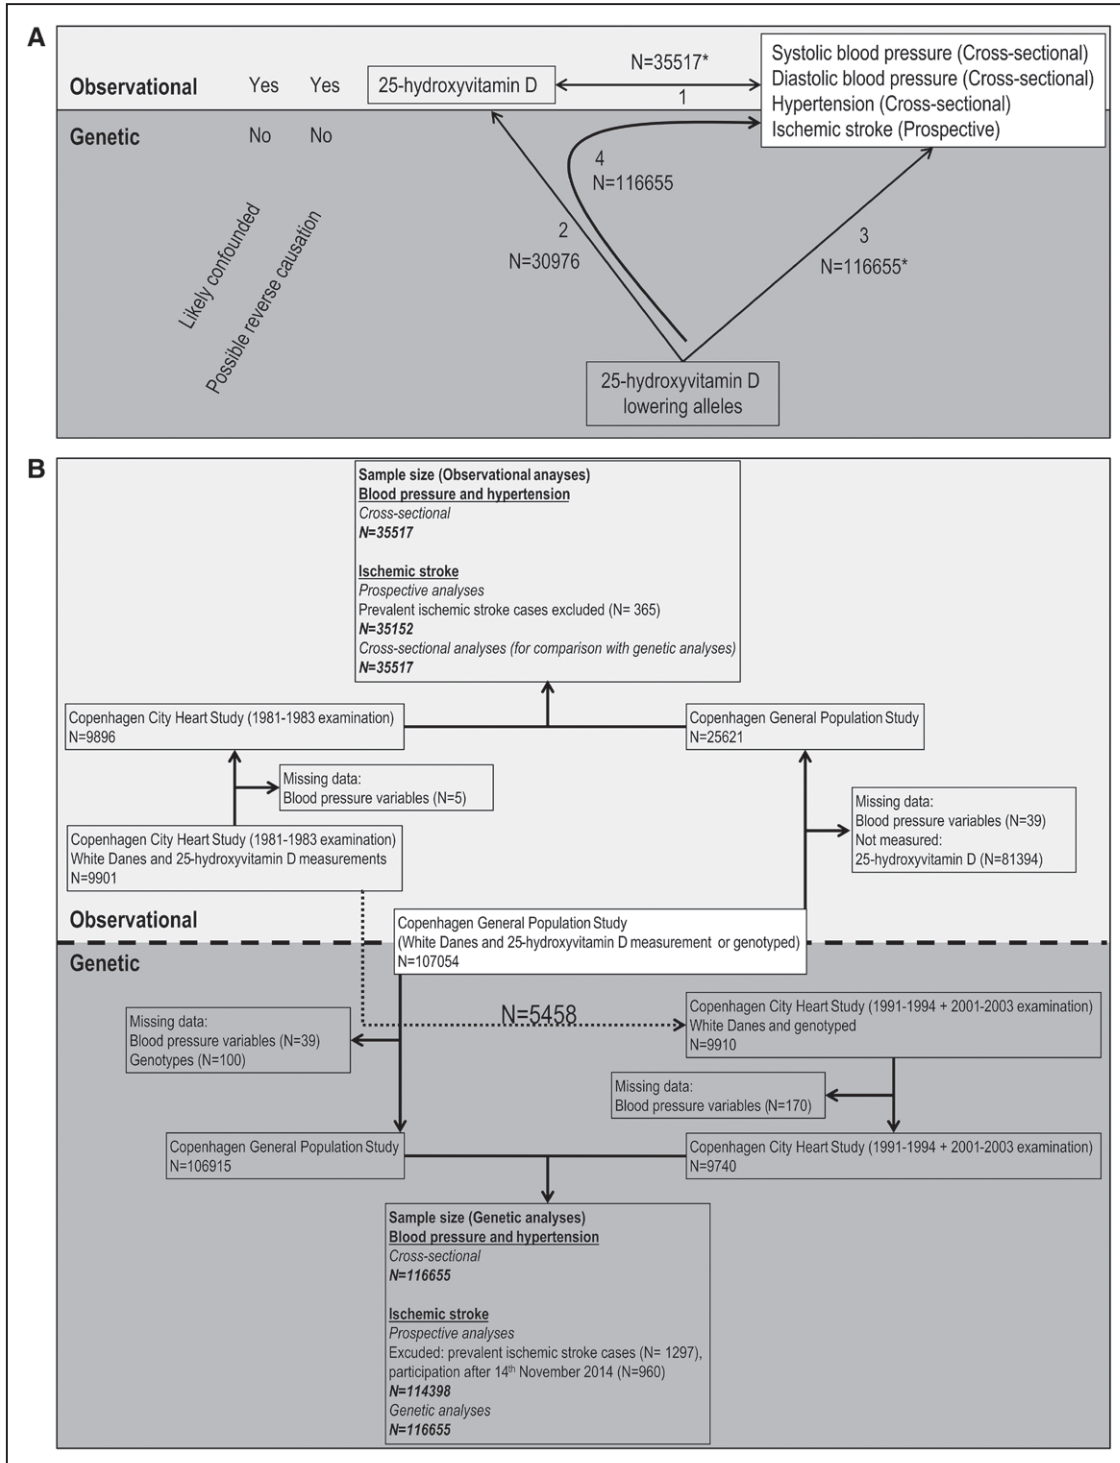 A
Observational Yes Yes
25-hydroxyvitamin D
N=35517*
1
Systolic blood pressure (Cross-sectional)
Diastolic blood pressure (Cross-sectional)
Hypertension (Cross-sectional)
Ischemic stroke (Prospective)
Genetic No No
Likely confounded
Possible reverse causation
4
N=116655
2
N=30976
3
N=116655*
25-hydroxyvitamin D
lowering alleles
B
Sample size (Observational anayses)
Blood pressure and hypertension
Cross-sectional
N=35517
Ischemic stroke
Prospective analyses
Prevalent ischemic stroke cases excluded (N= 365)
N=35152
Cross-sectional analyses (for comparison with genetic analyses)
N=35517
Copenhagen City Heart Study (1981-1983 examination)
N=9896
Copenhagen General Population Study
N=25621
Missing data:
Blood pressure variables (N=5)
Missing data:
Blood pressure variables (N=39)
Not measured:
25-hydroxyvitamin D (N=81394)
Copenhagen City Heart Study (1981-1983 examination)
White Danes and 25-hydroxyvitamin D measurements
N=9901
Observational
Copenhagen General Population Study
(White Danes and 25-hydroxyvitamin D measurement or genotyped)
N=107054
Genetic
Missing data:
Blood pressure variables (N=39)
Genotypes (N=100)
N=5458
Copenhagen City Heart Study (1991-1994 + 2001-2003 examination)
White Danes and genotyped
N=9910
Missing data:
Blood pressure variables (N=170)
Copenhagen General Population Study
N=106915
Copenhagen City Heart Study (1991-1994 + 2001-2003 examination)
N=9740
Sample size (Genetic analyses)
Blood pressure and hypertension
Cross-sectional
N=116655
Ischemic stroke
Prospective analyses
Excuded: prevalent ischemic stroke cases (N= 1297),
participation after 14th November 2014 (N=960)
N=114398
Genetic analyses
N=116655